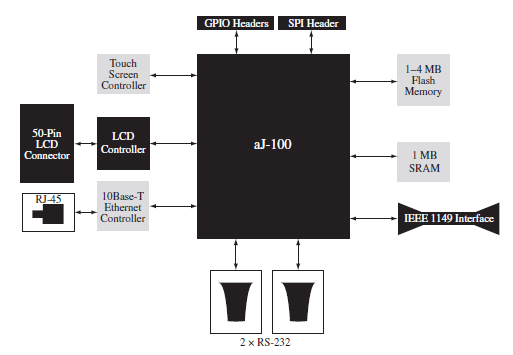 GPIO Headers
SPI Header
Touch
Screen
Controller
1–4 MB
Flash
Memory
50-Pin
LCD
Connector
LCD
Controller
aJ-100
1 MB
SRAM
RJ-45
10Base-T
Ethernet
Controller
IEEE 1149 Interface
2 × RS-232